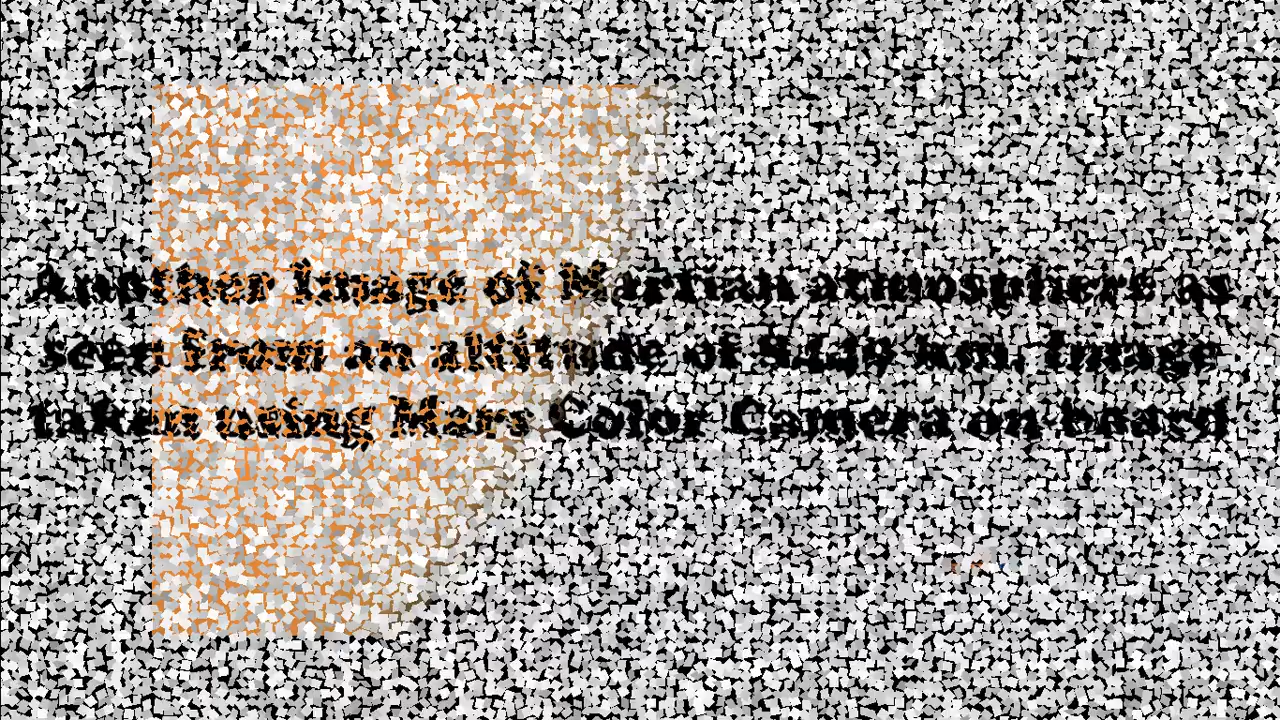 Another image of Martian atmosphere as
seen from an altitude of km. Image
taken using Mars Color Camera on board